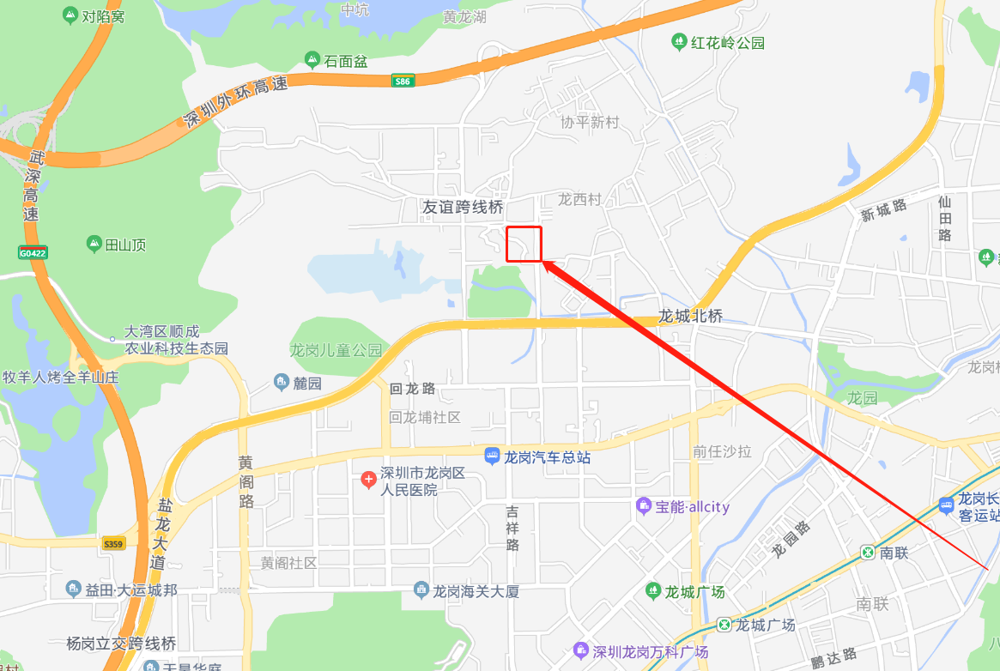 对陷窝
中坑
黄龙湖
红花岭公园
石面盆
S86
深圳外环高速
协平新村
武深高速
友谊跨线桥
龙西村
新城路
仙田路
田山顶
G0422
龙城北桥
大湾区顺成
农业科技生态园
龙岗儿童公园
牧羊人烤全羊山庄
麓园
回龙路
龙岗
龙园
回龙埔社区
前任沙拉
龙岗汽车总站
黄阁路
深圳市龙岗区
人民医院
宝能·allcity
龙岗长
客运站
盐龙大道
吉祥路
龙园路
S359
南联
黄阁社区
益田·大运城邦
龙岗海关大厦
龙城广场
南联
龙城广场
杨岗立交跨线桥
深圳龙岗万科广场
鹏达路
天昊华庭